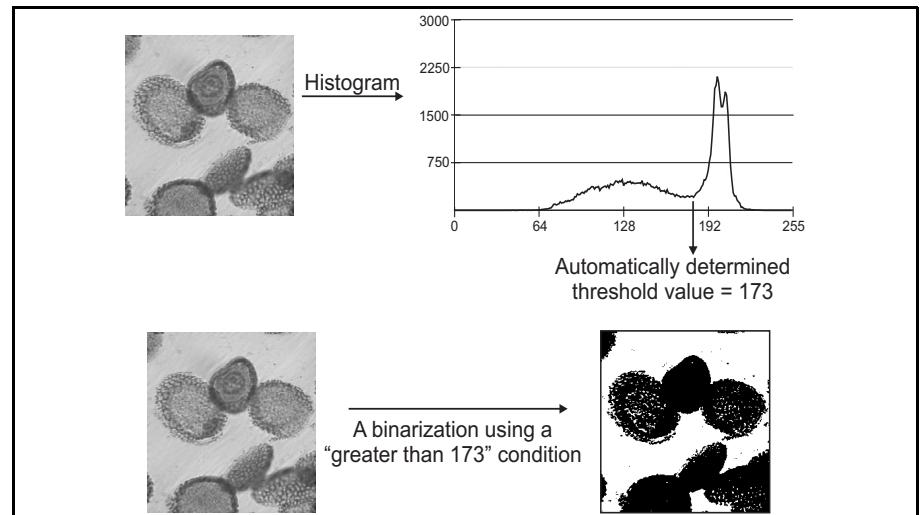 Histogram
3000
2250
1500
750
0 64 128 192 255
Automatically determined
threshold value = 173
A binarization using a
“greater than 173” condition